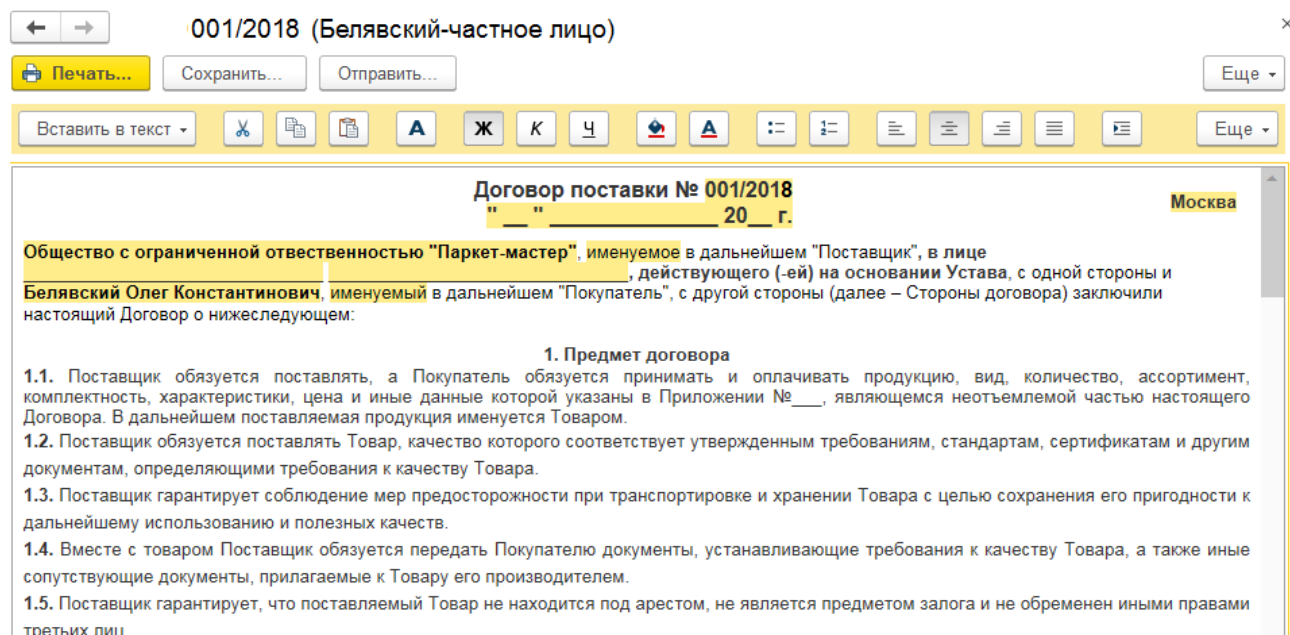 001/2018 (Белявский-частное лицо)
Печать... Сохранить... Отправить... Еще
Вставить в текст А Ж К Ч А Еще
Договор поставки № 001/2018
Москва
"__ "________________ 20__ г.
Общество с ограниченной отвественностью "Паркет-мастер", именуемое в дальнейшем "Поставщик", в лице
________________________________ ________________________________, действующего (-ей) на основании Устава, с одной стороны и
Белявский Олег Константинович, именуемый в дальнейшем "Покупатель", с другой стороны (далее – Стороны договора) заключили
настоящий Договор о нижеследующем:
1. Предмет договора
1.1. Поставщик обязуется поставлять, а Покупатель обязуется принимать и оплачивать продукцию, вид, количество, ассортимент,
комплектность, характеристики, цена и иные данные которой указаны в Приложении №___, являющемся неотъемлемой частью настоящего
Договора. В дальнейшем поставляемая продукция именуется Товаром.
1.2. Поставщик обязуется поставлять Товар, качество которого соответствует утвержденным требованиям, стандартам, сертификатам и другим
документам, определяющими требования к качеству Товара.
1.3. Поставщик гарантирует соблюдение мер предосторожности при транспортировке и хранении Товара с целью сохранения его пригодности к
дальнейшему использованию и полезных качеств.
1.4. Вместе с товаром Поставщик обязуется передать Покупателю документы, устанавливающие требования к качеству Товара, а также иные
сопутствующие документы, прилагаемые к Товару его производителем.
1.5. Поставщик гарантирует, что поставляемый Товар не находится под арестом, не является предметом залога и не обременен иными правами
третьих лиц